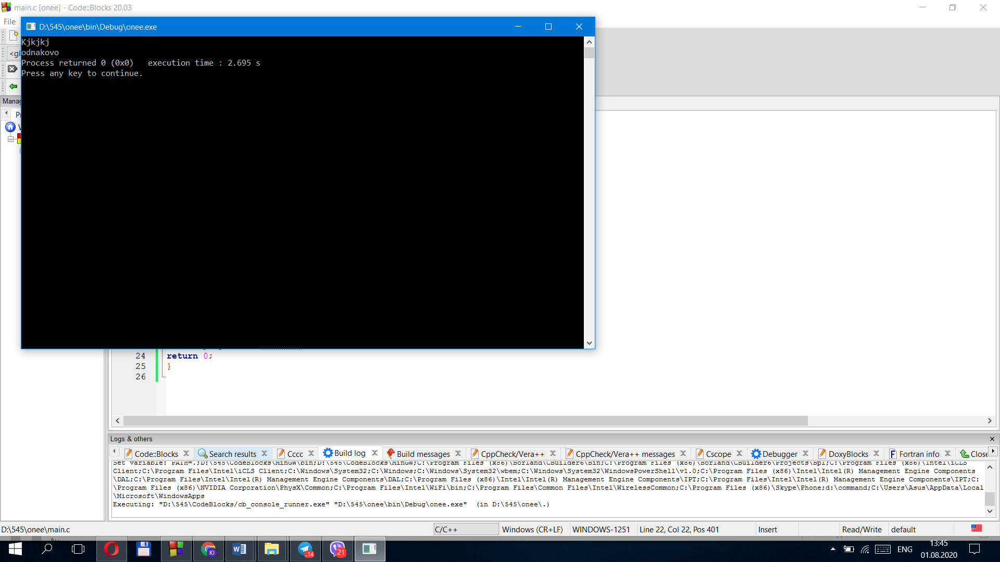 main.c [onee] - Code::Blocks 20.03
File
D:\545\onee\bin\Debug\onee.exe
Kjkjkj
odnakovo
Process returned 0 (0x0)   execution time : 2.695 s
Press any key to continue.
24 return 0;
25 }
26
Logs & others
Code::Blocks Search results Cccc Build log Build messages CppCheck/Vera++ CppCheck/Vera++ messages Cscope Debugger DoxyBlocks Fortran info
Set variable: PATH=.;D:\545\CodeBlocks\MinGW\bin;D:\545\CodeBlocks\MinGW;C:\Program Files (x86)\Borland\CBuilder6\Bin;C:\Program Files (x86)\Borland\CBuilder6\Projects\Bpl;C:\Program Files (x86)\Intel\iCLS
Client;C:\Program Files\Intel\iCLS Client;C:\Windows\System32;C:\Windows;C:\Windows\System32\wbem;C:\Windows\System32\WindowsPowerShell\v1.0;C:\Program Files (x86)\Intel\Intel(R) Management Engine Components
\DAL;C:\Program Files\Intel\Intel(R) Management Engine Components\DAL;C:\Program Files (x86)\Intel\Intel(R) Management Engine Components\IPT;C:\Program Files\Intel\Intel(R) Management Engine Components\IPT;C:
\Program Files (x86)\NVIDIA Corporation\PhysX\Common;C:\Program Files\Intel\WiFi\bin;C:\Program Files\Common Files\Intel\WirelessCommon;C:\Program Files (x86)\Skype\Phone;d:\command;C:\Users\Asus\AppData\Local
\Microsoft\WindowsApps
Executing: "D:\545\CodeBlocks/cb_console_runner.exe" "D:\545\onee\bin\Debug\onee.exe"  (in D:\545\onee\.)
D:\545\onee\main.c C/C++ Windows (CR+LF) WINDOWS-1251 Line 22, Col 22, Pos 401 Insert Read/Write default
14 21 ENG 13:45
01.08.2020